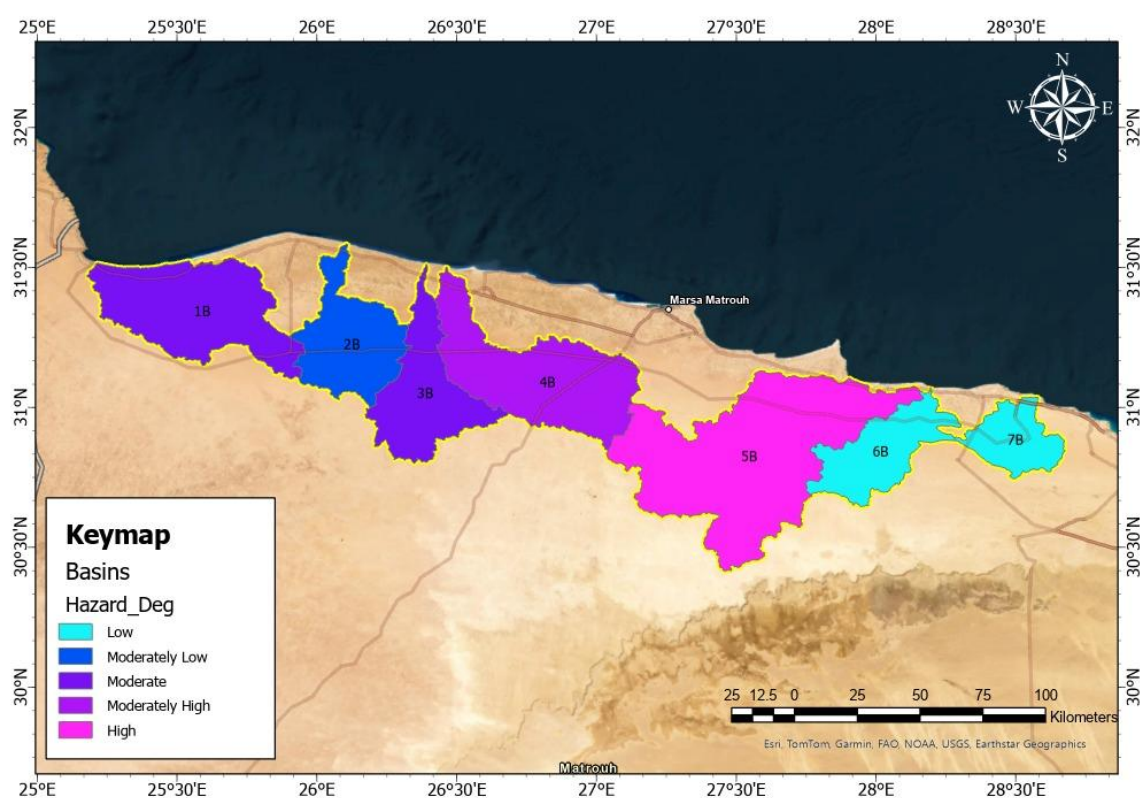 25°E 25°30'E 26°E 26°30'E 27°E 27°30'E 28°E 28°30'E
32°N 32°N
N
W E
S
31°30'N 31°30'N
Marsa Matrouh
1B
2B
3B
4B
5B
6B
7B
31°N 31°N
30°30'N 30°30'N
30°N 30°N
Keymap
Basins
Hazard_Deg
Low
Moderately Low
Moderate
Moderately High
High
25 12.5 0 25 50 75 100
Kilometers
Esri, TomTom, Garmin, FAO, NOAA, USGS, Earthstar Geographics
Matrouh
25°E 25°30'E 26°E 26°30'E 27°E 27°30'E 28°E 28°30'E